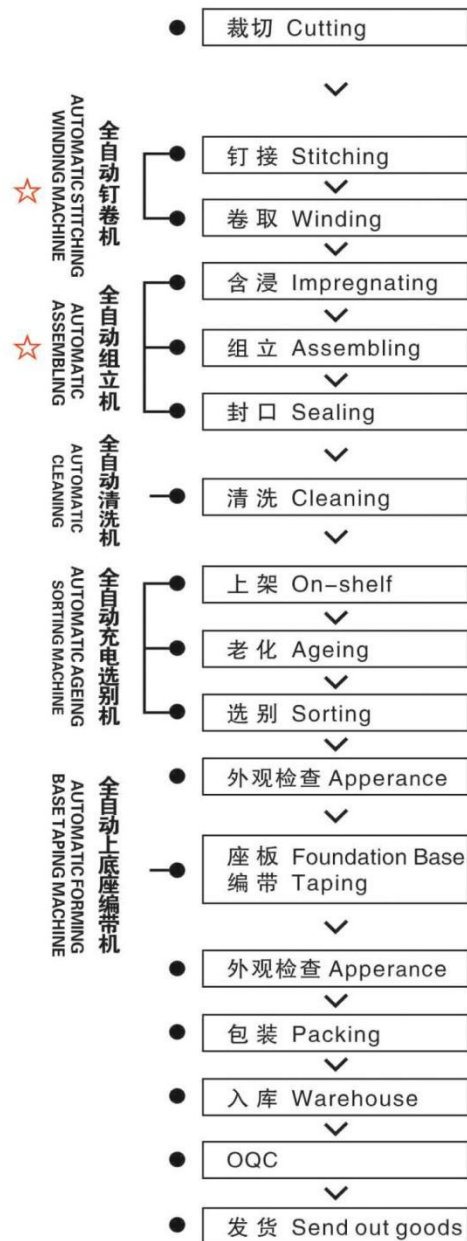 裁切 Cutting
全自动钉卷机
AUTOMATIC STITCHING
WINDING MACHINE
钉接 Stitching
卷取 Winding
全自动组立机
AUTOMATIC
ASSEMBLING
含浸 Impregnating
组立 Assembling
封口 Sealing
全自动清洗机
AUTOMATIC
CLEANING
清洗 Cleaning
全自动充电选别机
AUTOMATIC AGEING
SORTING MACHINE
上架 On-shelf
老化 Ageing
选别 Sorting
外观检查 Apperance
全自动上底座编带机
AUTOMATIC FORMING
BASE TAPING MACHINE
座板 Foundation Base
编带 Taping
外观检查 Apperance
包装 Packing
入库 Warehouse
OQC
发货 Send out goods